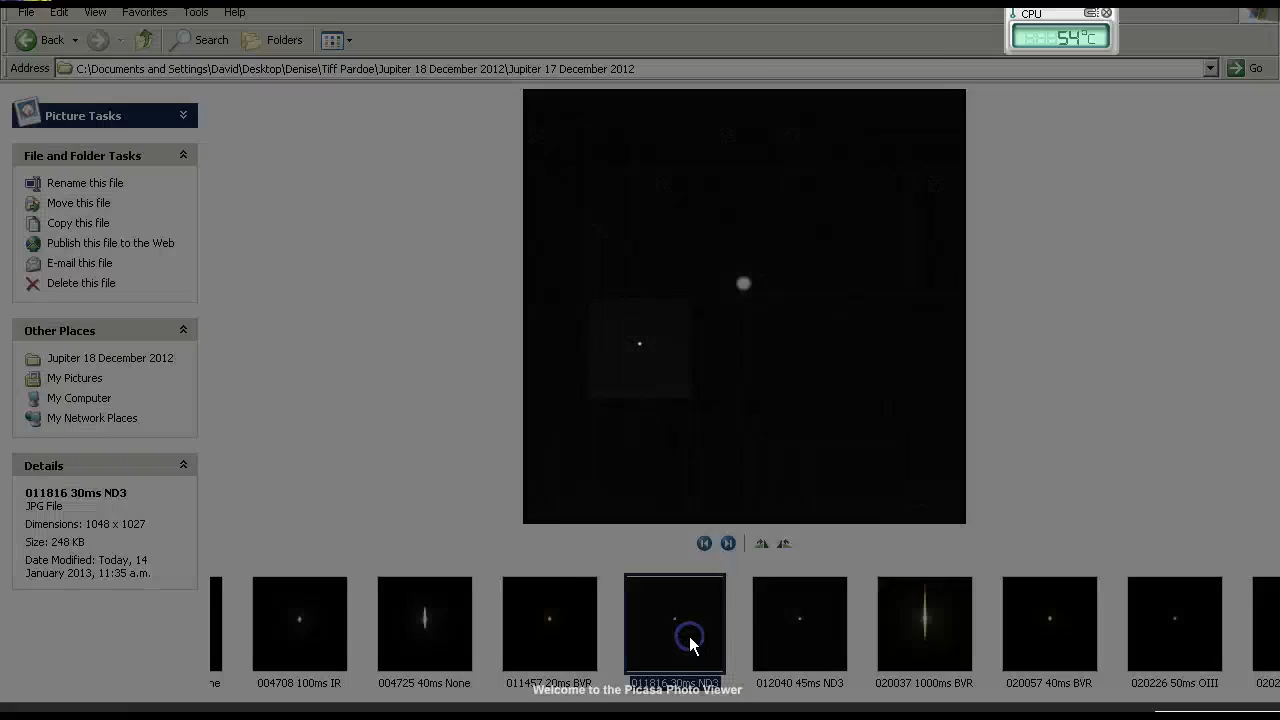 File Edit View Favorites Tools Help
CPU
54°C
Back Search Folders
Address C:\Documents and Settings\David\Desktop\Denise\Tiff Pardoe\Jupiter 18 December 2012\Jupiter 17 December 2012 Go
Picture Tasks
File and Folder Tasks
Rename this file
Move this file
Copy this file
Publish this file to the Web
E-mail this file
Delete this file
Other Places
Jupiter 18 December 2012
My Pictures
My Computer
My Network Places
Details
011816 30ms ND3
JPG File
Dimensions: 1048 x 1027
Size: 248 KB
Date Modified: Today, 14
January 2013, 11:35 a.m.
ne 004708 100ms IR 004725 40ms None 011457 20ms BVR 011816 30ms ND3 012040 45ms ND3 020037 1000ms BVR 020057 40ms BVR 020226 50ms OIII 0202
Welcome to the Picasa Photo Viewer